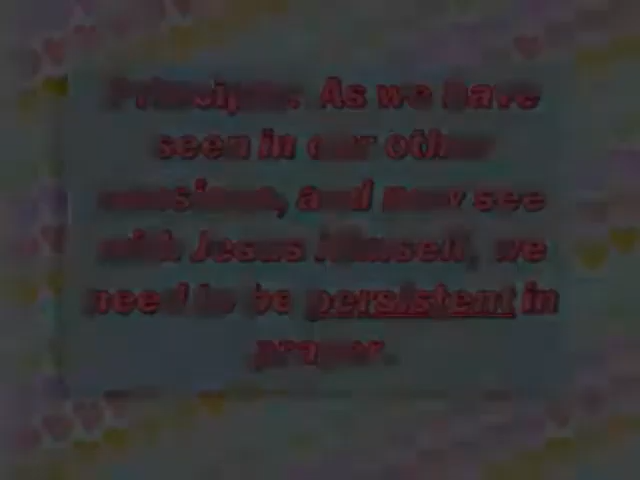 Principle: As we have
seen in our other
sessions, and now see
with Jesus Himself, we
need to be persistent in
prayer.